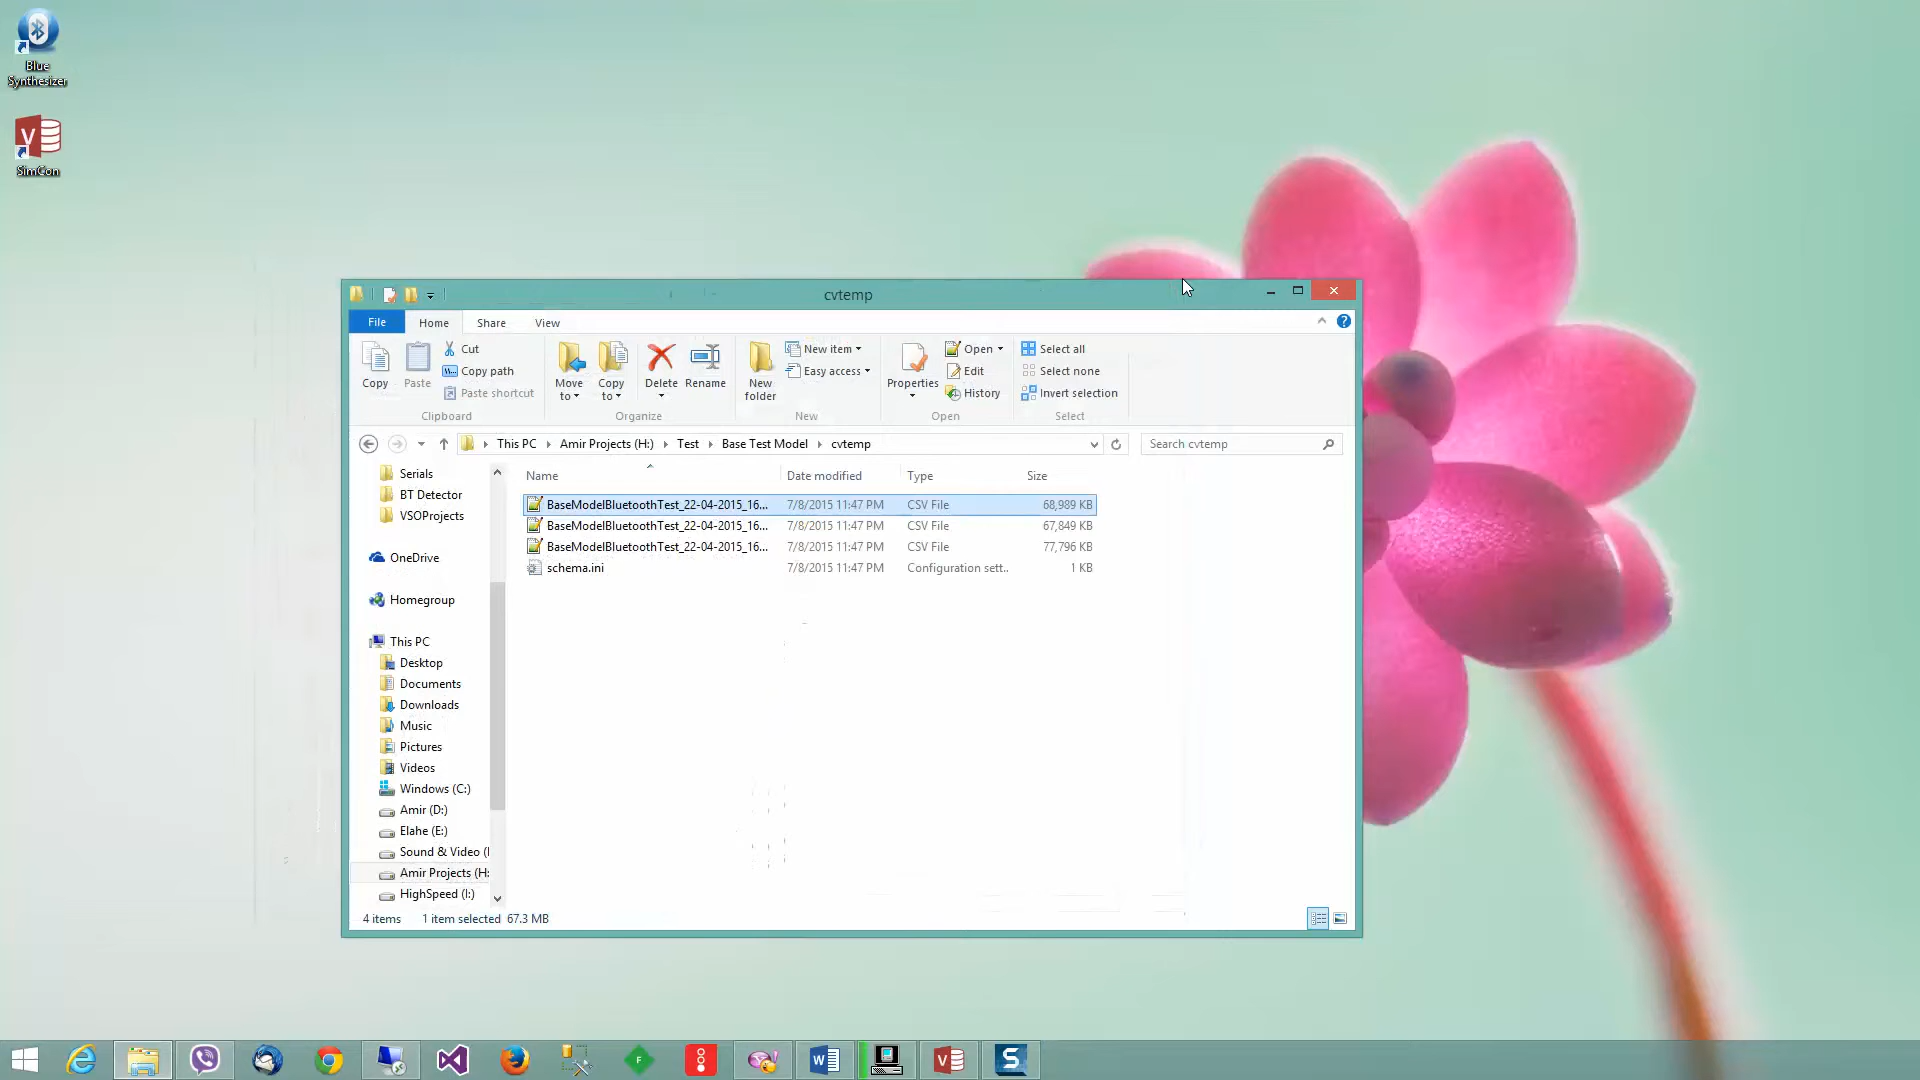 Blue
Synthesizer
SimCon
cvtemp
File
Home
Share
View
Copy
Paste
Cut
Copy path
Paste shortcut
Clipboard
Move
to
Copy
to
Delete
Rename
Organize
New
folder
New item
Easy access
New
Properties
Open
Edit
History
Open
Select all
Select none
Invert selection
Select
This PC
Amir Projects (H:)
Test
Base Test Model
cvtemp
Search cvtemp
Name
Date modified
Type
Size
BaseModelBluetoothTest_22-04-2015_16... 7/8/2015 11:47 PM CSV File 68,989 KB
BaseModelBluetoothTest_22-04-2015_16... 7/8/2015 11:47 PM CSV File 67,849 KB
BaseModelBluetoothTest_22-04-2015_16... 7/8/2015 11:47 PM CSV File 77,796 KB
schema.ini 7/8/2015 11:47 PM Configuration sett... 1 KB
Serials
BT Detector
VSOProjects
OneDrive
Homegroup
This PC
Desktop
Documents
Downloads
Music
Pictures
Videos
Windows (C:)
Amir (D:)
Elahe (E:)
Sound & Video (
Amir Projects (H:
HighSpeed (I:)
4 items
1 item selected 67.3 MB